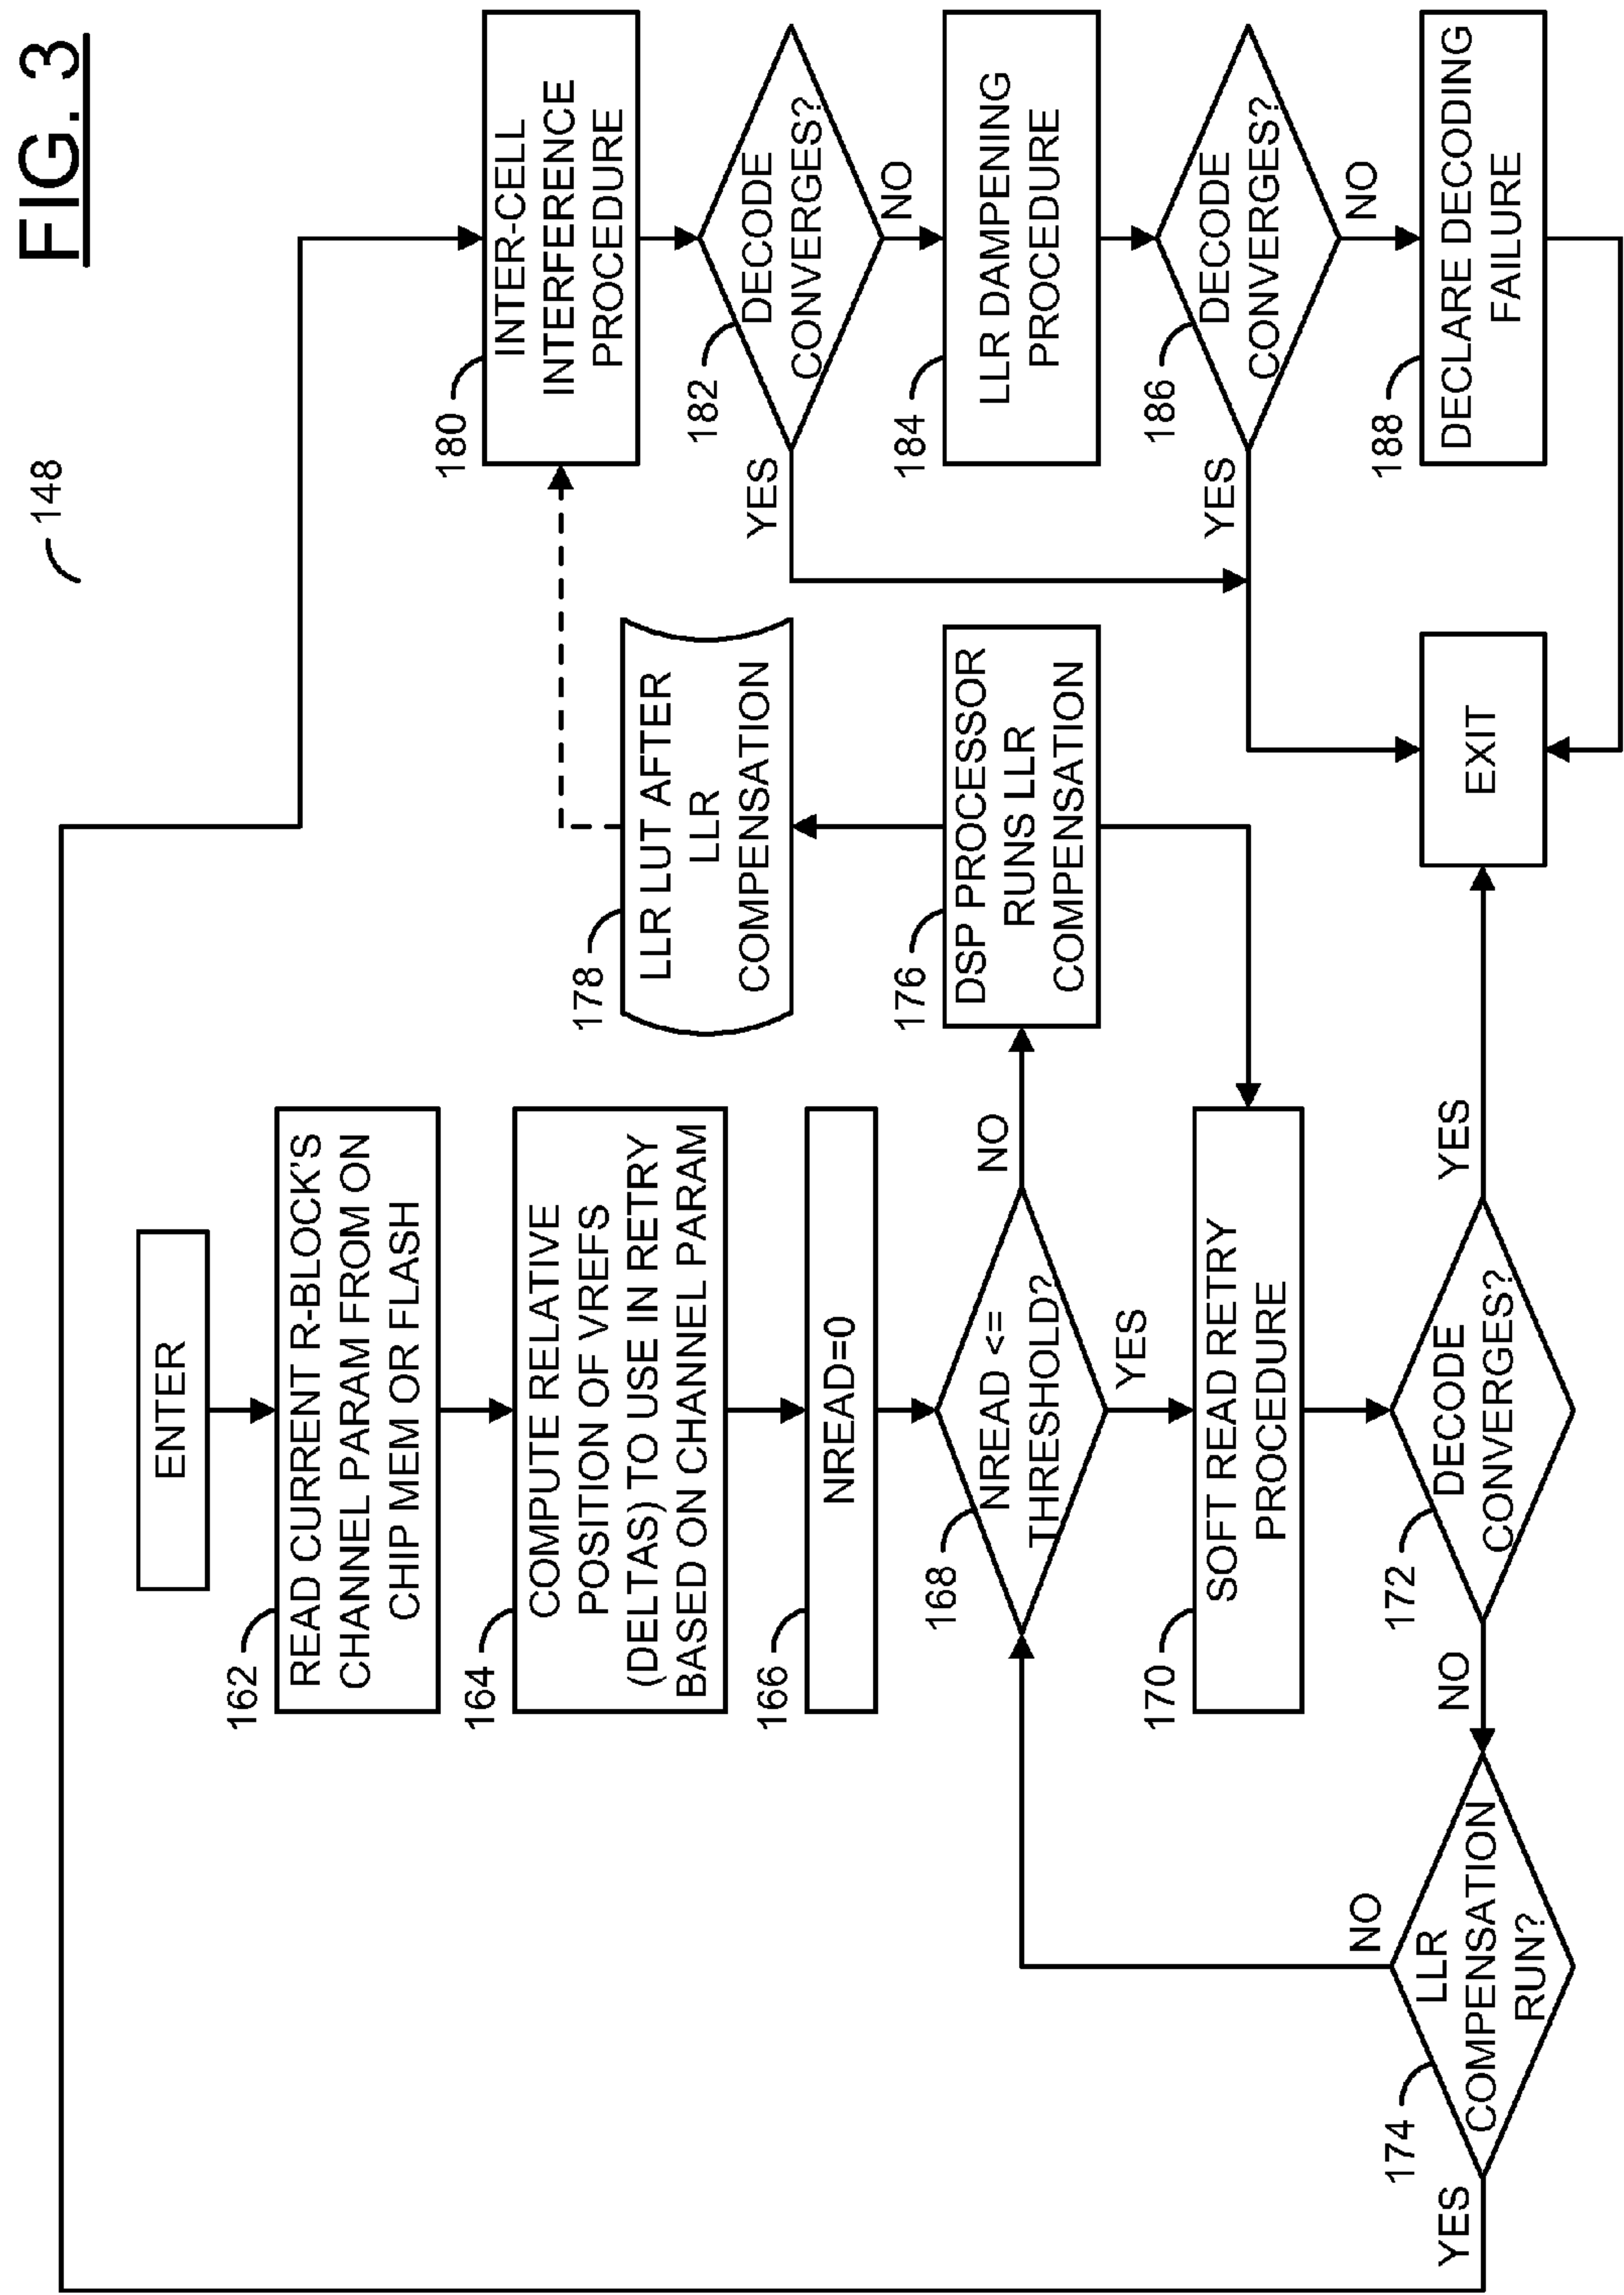 FIG. 3
148
ENTER
162
READ CURRENT R-BLOCK'S
CHANNEL PARAM FROM ON
CHIP MEM OR FLASH
164
COMPUTE RELATIVE
POSITION OF VREFS
(DELTAS) TO USE IN RETRY
BASED ON CHANNEL PARAM
166
NREAD=0
168
NREAD <=
THRESHOLD?
NO
YES
170
SOFT READ RETRY
PROCEDURE
172
DECODE
CONVERGES?
YES
NO
174
LLR
COMPENSATION
RUN?
NO
YES
176
DSP PROCESSOR
RUNS LLR
COMPENSATION
178
LLR LUT AFTER
LLR
COMPENSATION
180
INTER-CELL
INTERFERENCE
PROCEDURE
182
DECODE
CONVERGES?
YES
NO
184
LLR DAMPENING
PROCEDURE
186
DECODE
CONVERGES?
YES
NO
188
DECLARE DECODING
FAILURE
EXIT